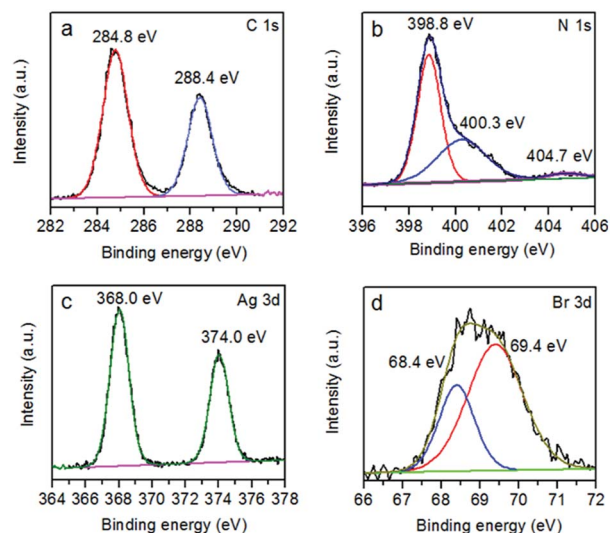 a
C 1s
284.8 eV
288.4 eV
Intensity (a.u.)
282 284 286 288 290 292
Binding energy (eV)
b
N 1s
398.8 eV
400.3 eV
404.7 eV
Intensity (a.u.)
396 398 400 402 404 406
Binding energy (eV)
c
Ag 3d
368.0 eV
374.0 eV
Intensity (a.u.)
364 366 368 370 372 374 376 378
Binding energy (eV)
d
Br 3d
68.4 eV
69.4 eV
Intensity (a.u.)
66 67 68 69 70 71 72
Binding energy (eV)